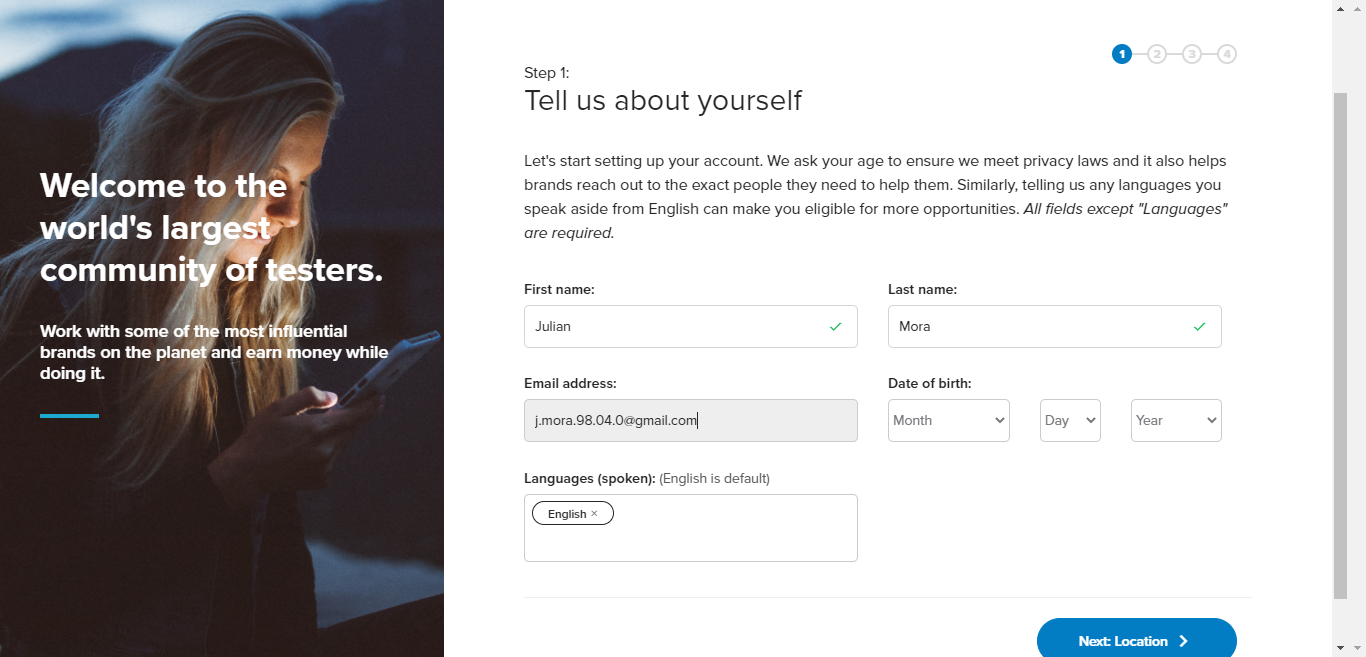 Welcome to the
world's largest
community of testers.
Work with some of the most influential
brands on the planet and earn money while
doing it.
1 2 3 4
Step 1:
Tell us about yourself
Let's start setting up your account. We ask your age to ensure we meet privacy laws and it also helps
brands reach out to the exact people they need to help them. Similarly, telling us any languages you
speak aside from English can make you eligible for more opportunities. All fields except "Languages"
are required.
First name:
Last name:
Julian
Mora
Email address:
Date of birth:
j.mora.98.04.0@gmail.com
Month
Day
Year
Languages (spoken): (English is default)
English ×
Next: Location